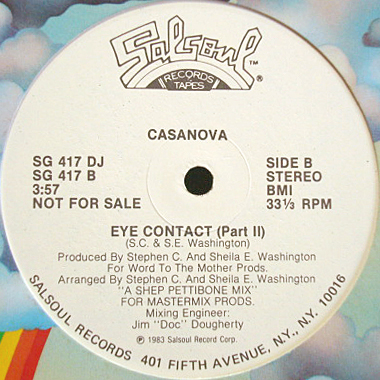 Salsoul™
RECORDS
TAPES®
CASANOVA
SG 417 DJ
SG 417 B
3:57
NOT FOR SALE
SIDE B
STEREO
BMI
33⅓ RPM
EYE CONTACT (Part II)
(S.C. & S.E. Washington)
Produced By Stephen C. And Sheila E. Washington
For Word To The Mother Prods.
Arranged By Stephen C. And Sheila E. Washington
"A SHEP PETTIBONE MIX"
FOR MASTERMIX PRODS.
Mixing Engineer:
Jim "Doc" Dougherty
℗ 1983 Salsoul Record Corp.
SALSOUL RECORDS 401 FIFTH AVENUE, N.Y., N.Y. 10016